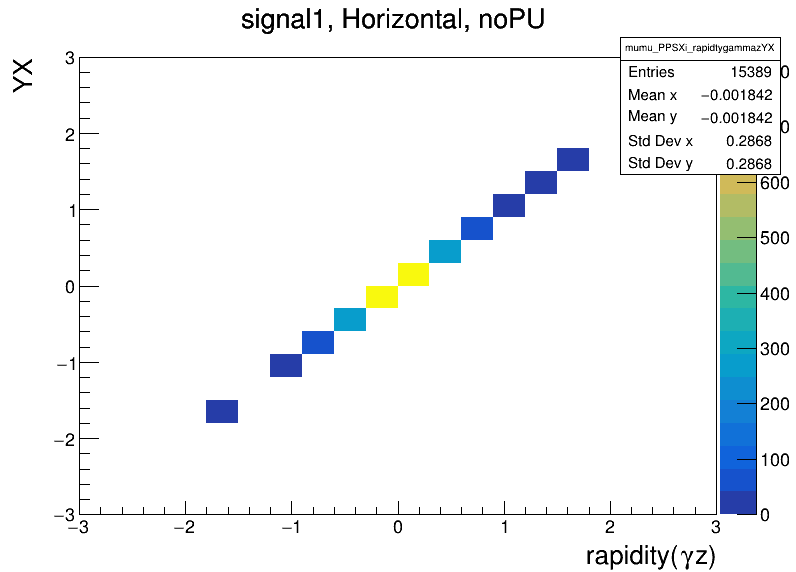 signal1, Horizontal, noPU
mumu_PPSXi_rapidtygammazYX
Entries 15389
Mean x −0.001842
Mean y −0.001842
Std Dev x 0.2868
Std Dev y 0.2868
YX
3
2
1
0
−1
−2
−3
−3 −2 −1 0 1 2 3
rapidity(γz)
0
0
600
500
400
300
200
100
0